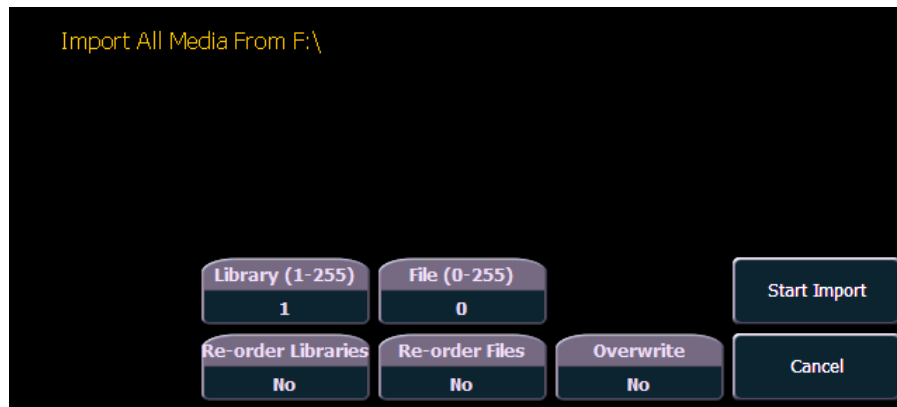 Import All Media From F:\
Library (1-255)
1
File (0-255)
0
Start Import
Re-order Libraries
No
Re-order Files
No
Overwrite
No
Cancel